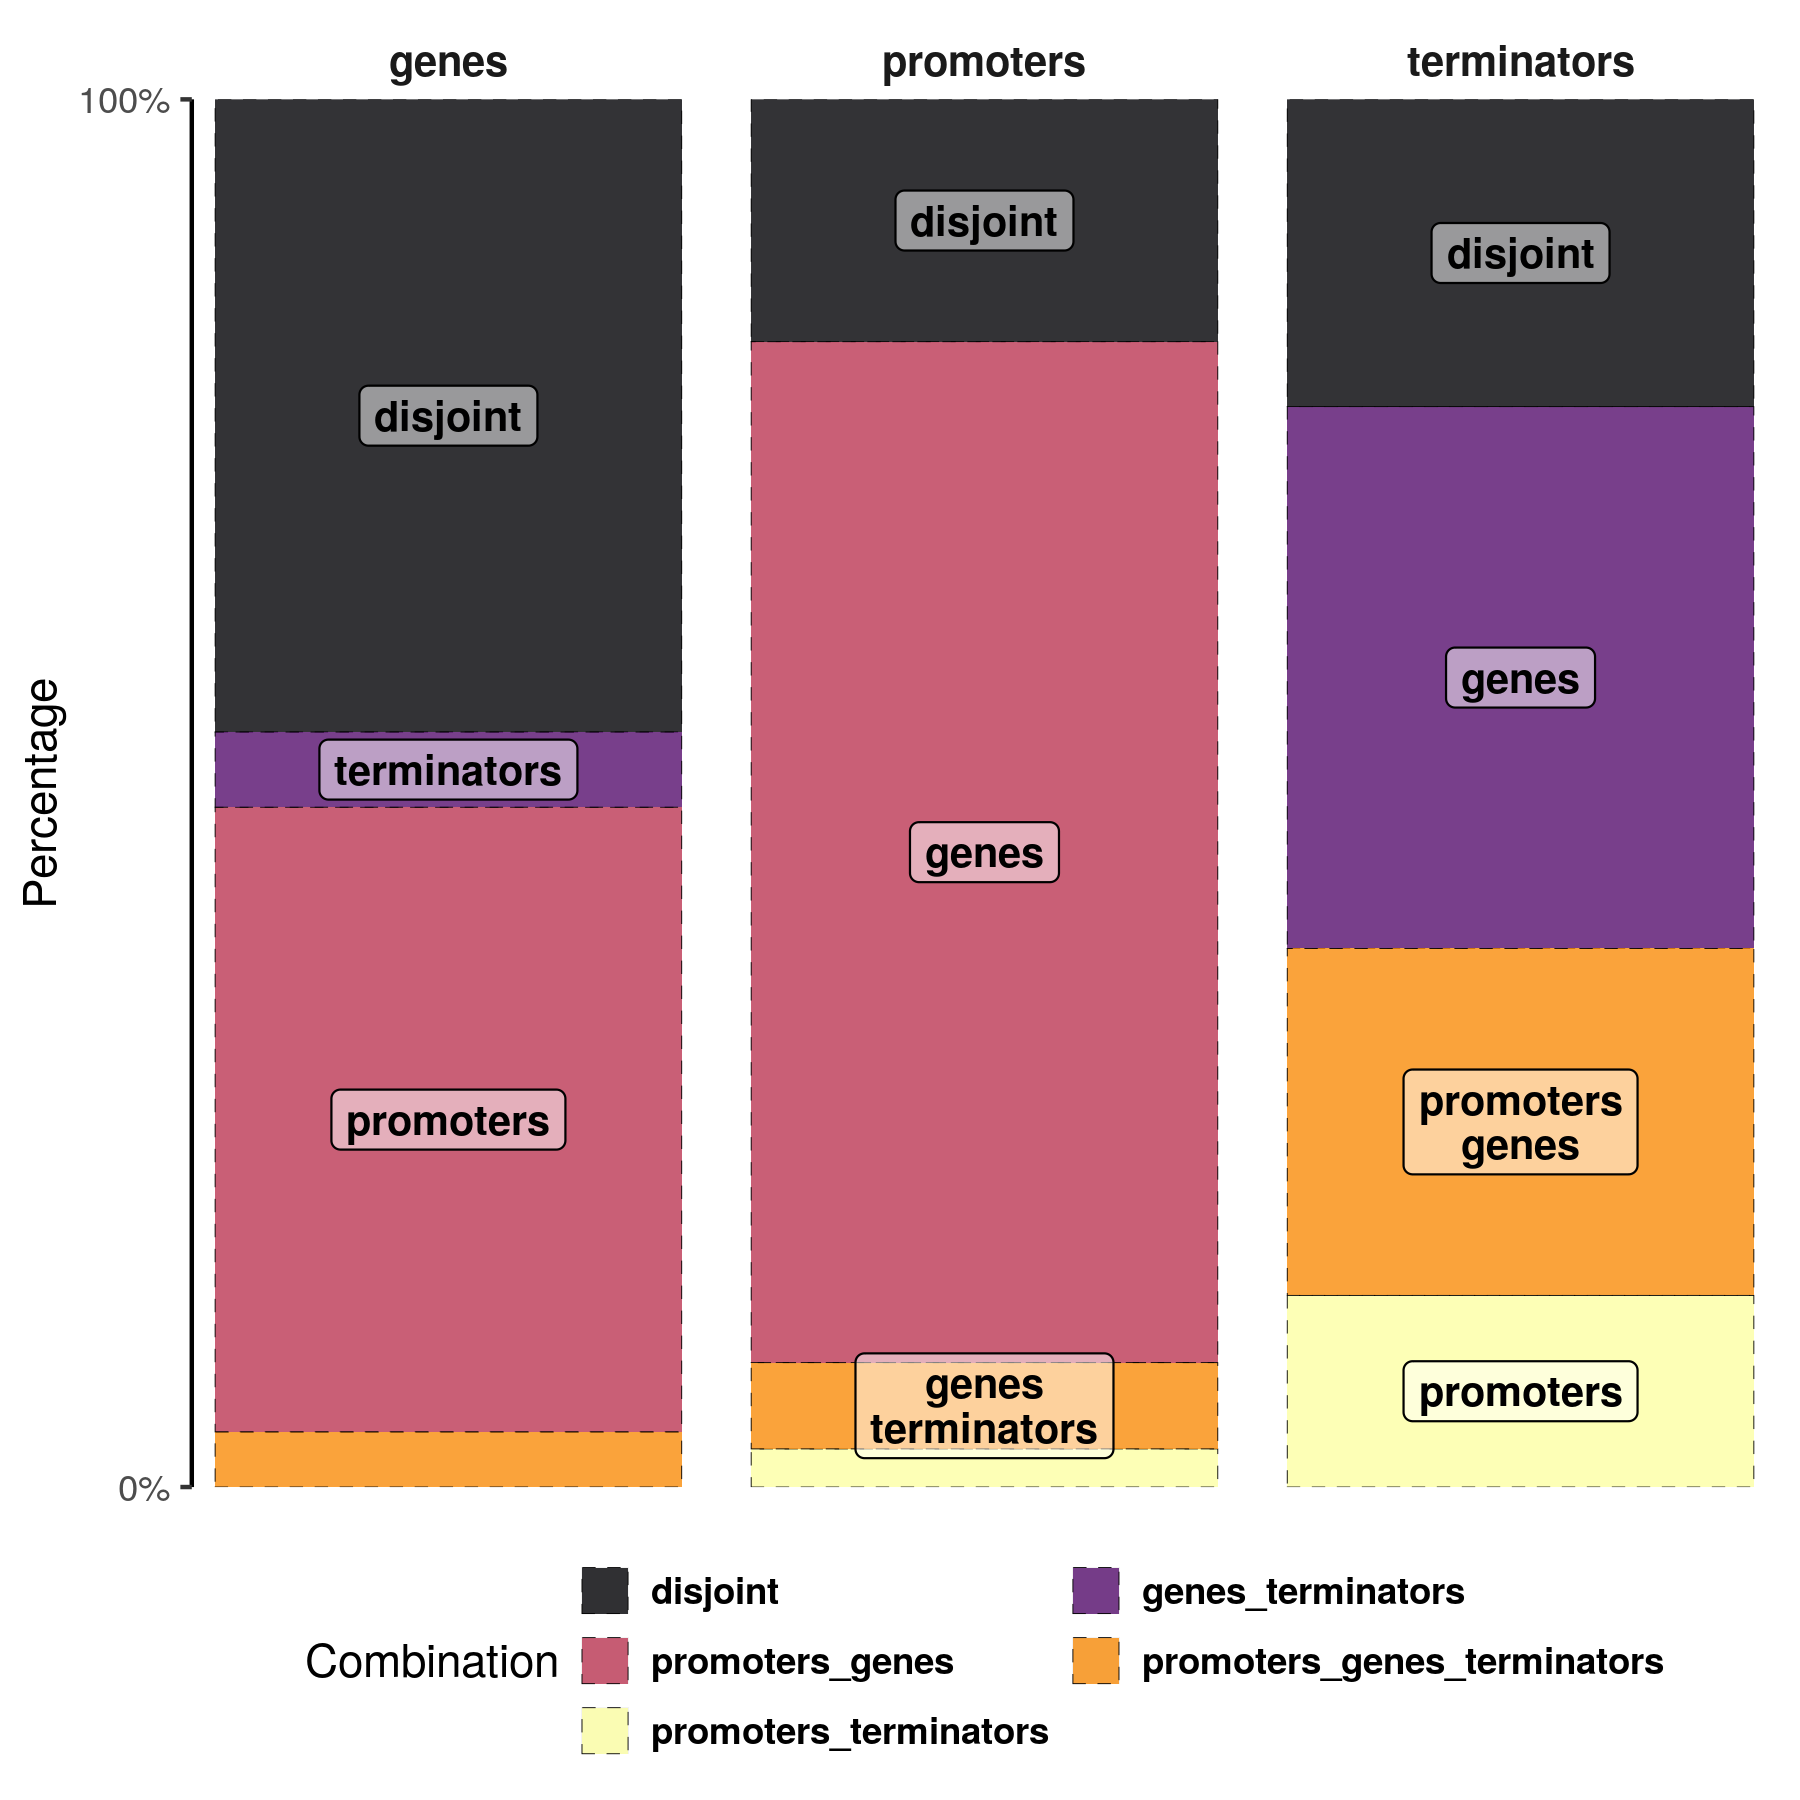 genes
promoters
terminators
100%
0%
Percentage
disjoint
terminators
promoters
disjoint
genes
genes
terminators
disjoint
genes
promoters
genes
promoters
Combination
disjoint
promoters_genes
promoters_terminators
genes_terminators
promoters_genes_terminators